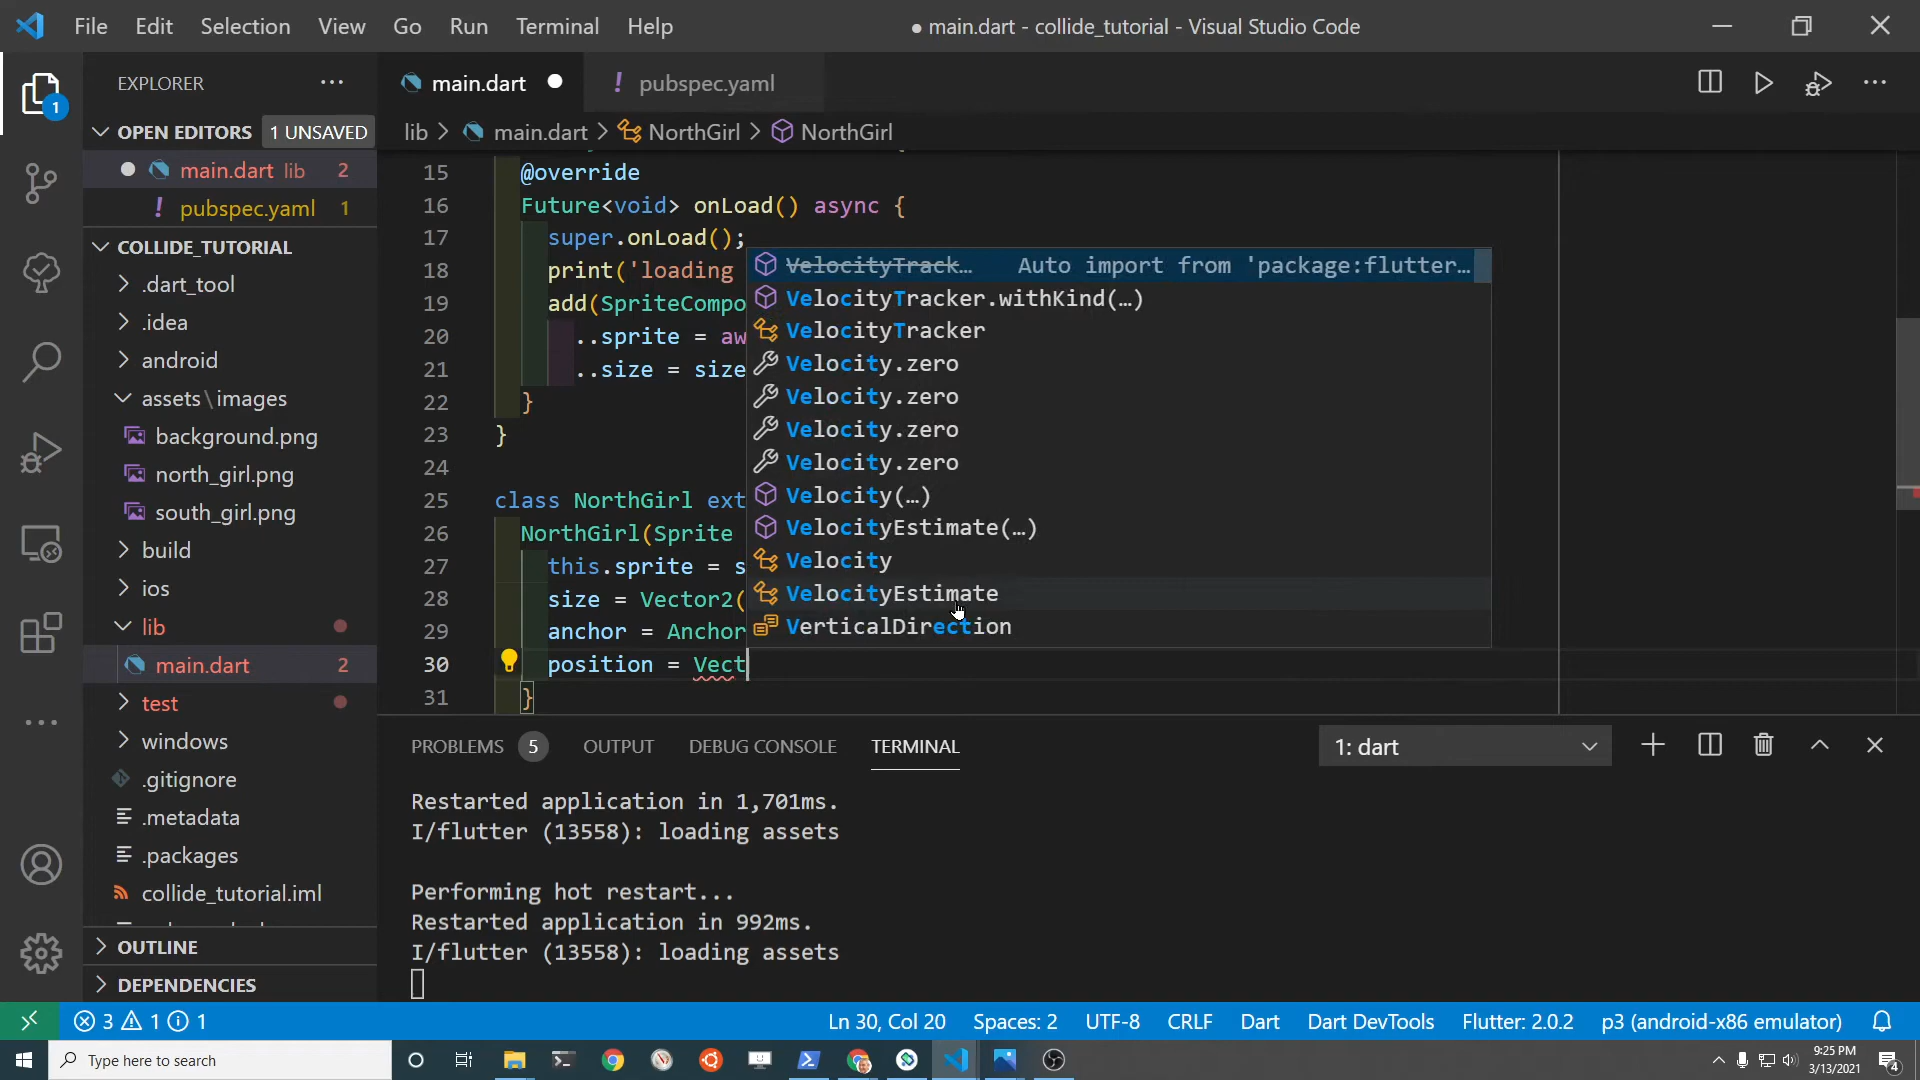 File Edit Selection View Go Run Terminal Help
● main.dart - collide_tutorial - Visual Studio Code
EXPLORER
OPEN EDITORS 1 UNSAVED
main.dart lib 2
pubspec.yaml 1
COLLIDE_TUTORIAL
.dart_tool
.idea
android
assets\images
background.png
north_girl.png
south_girl.png
build
ios
lib
main.dart 2
test
windows
.gitignore
.metadata
.packages
collide_tutorial.iml
OUTLINE
DEPENDENCIES
1
main.dart
! pubspec.yaml
lib > main.dart > NorthGirl > NorthGirl
15 @override
16 Future<void> onLoad() async {
17 super.onLoad();
18 print('loading
19 add(SpriteCompo
20 ..sprite = aw
21 ..size = size
22 }
23 }
24
25 class NorthGirl ext
26 NorthGirl(Sprite
27 this.sprite = s
28 size = Vector2(
29 anchor = Anchor
30 position = Vect
31 }
VelocityTrack… Auto import from 'package:flutter…
VelocityTracker.withKind(…)
VelocityTracker
Velocity.zero
Velocity.zero
Velocity.zero
Velocity.zero
Velocity(…)
VelocityEstimate(…)
Velocity
VelocityEstimate
VerticalDirection
PROBLEMS 5 OUTPUT DEBUG CONSOLE TERMINAL
1: dart
Restarted application in 1,701ms.
I/flutter (13558): loading assets
Performing hot restart...
Restarted application in 992ms.
I/flutter (13558): loading assets
3 1 1
Ln 30, Col 20 Spaces: 2 UTF-8 CRLF Dart Dart DevTools Flutter: 2.0.2 p3 (android-x86 emulator)
Type here to search
9:25 PM
3/13/2021
4